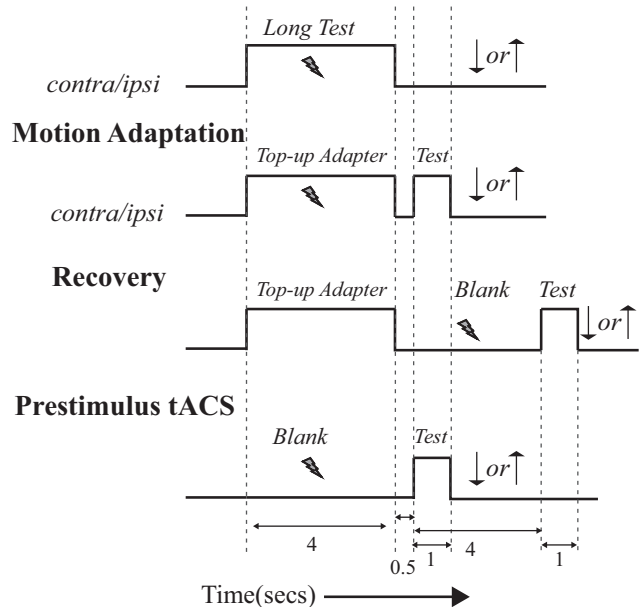 Long Test
↓or↑
contra/ipsi
Motion Adaptation
Top-up Adapter Test
↓or↑
contra/ipsi
Recovery
Top-up Adapter Blank Test
↓or↑
Prestimulus tACS
Blank Test
↓or↑
4 0.5 1 4 1
Time(secs)